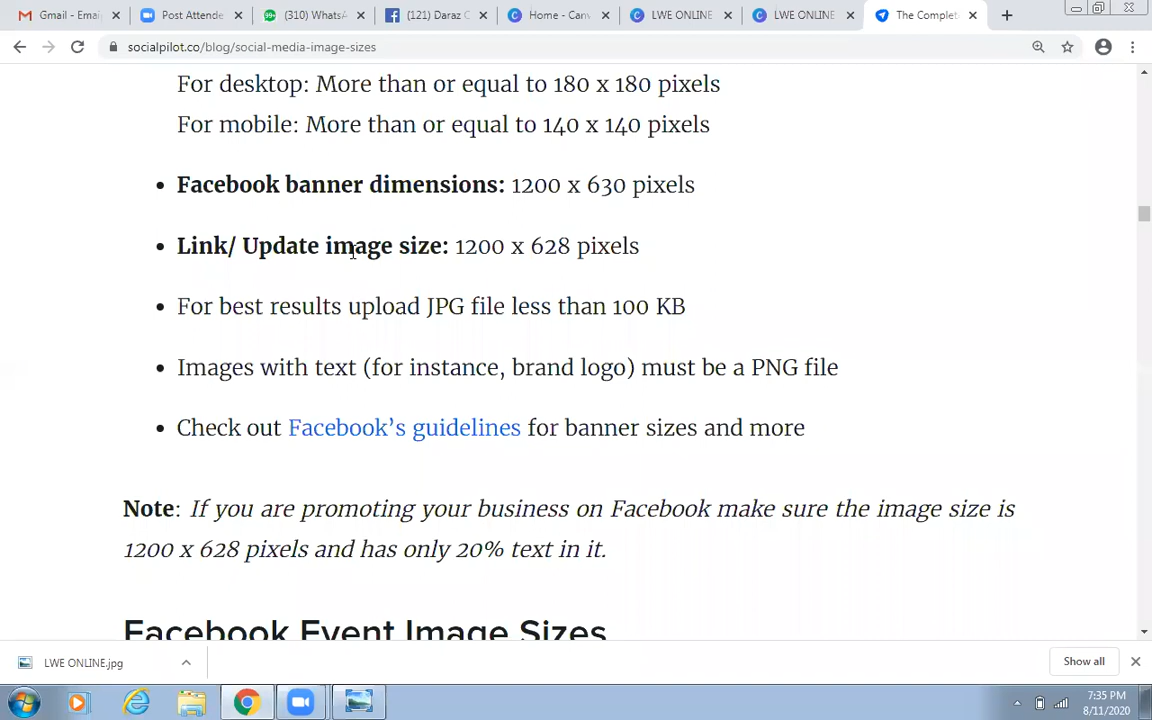 Gmail - Emai
Post Attende
(310) WhatsA
(121) Daraz C
Home - Canv
LWE ONLINE
LWE ONLINE
The Complet
socialpilot.co/blog/social-media-image-sizes
For desktop: More than or equal to 180 x 180 pixels
For mobile: More than or equal to 140 x 140 pixels
• Facebook banner dimensions: 1200 x 630 pixels
• Link/ Update image size: 1200 x 628 pixels
• For best results upload JPG file less than 100 KB
• Images with text (for instance, brand logo) must be a PNG file
• Check out Facebook’s guidelines for banner sizes and more
Note: If you are promoting your business on Facebook make sure the image size is
1200 x 628 pixels and has only 20% text in it.
Facebook Event Image Sizes
LWE ONLINE.jpg
Show all
7:35 PM
8/11/2020